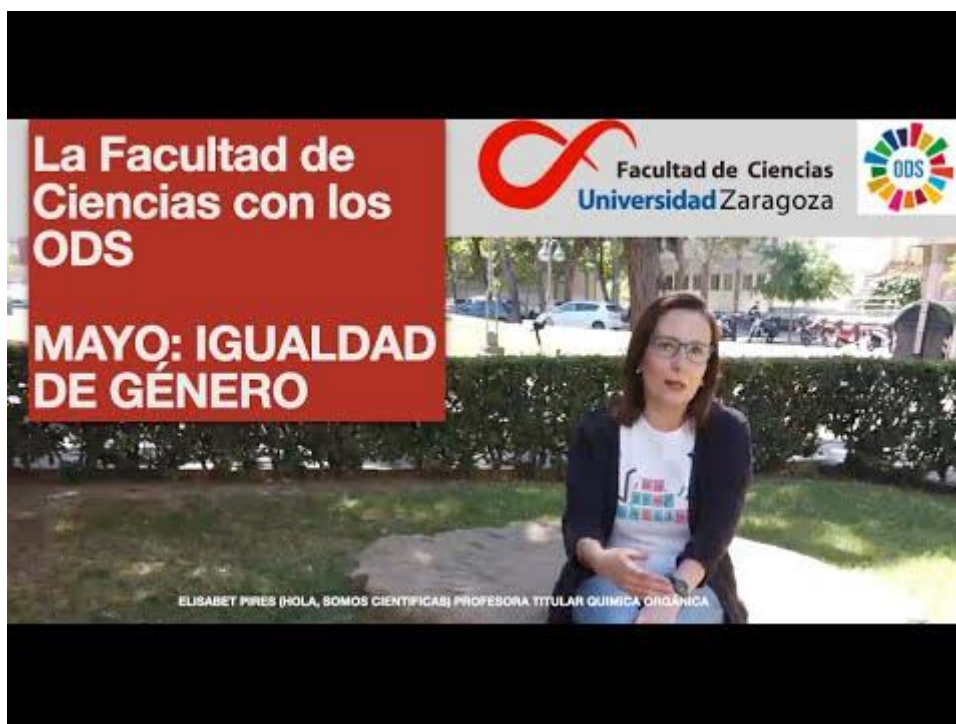 La Facultad de
Ciencias con los
ODS
MAYO: IGUALDAD
DE GÉNERO
Facultad de Ciencias
Universidad Zaragoza
ODS
ELISABET PIRES (HOLA, SOMOS CIENTIFICAS) PROFESORA TITULAR QUIMICA ORGÁNICA